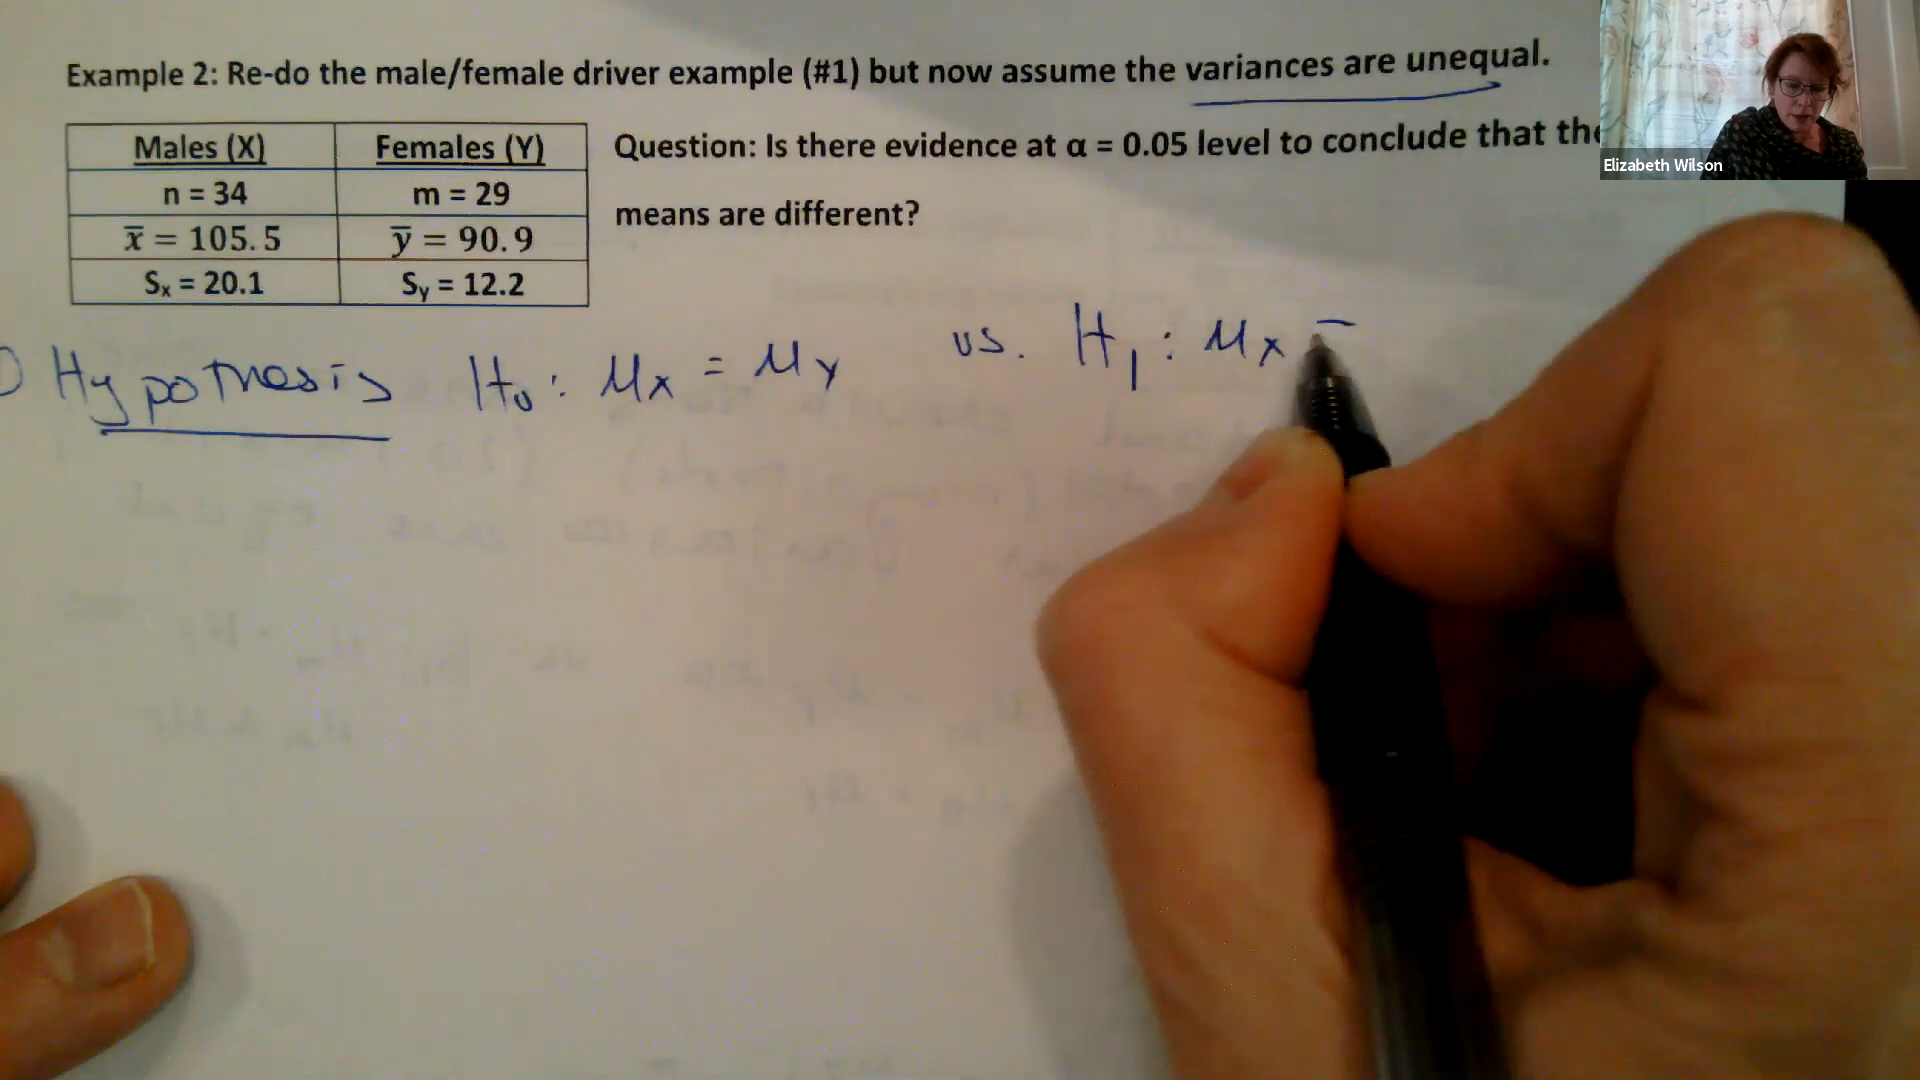 Example 2: Re-do the male/female driver example (#1) but now assume the variances are unequal.
Males (X) Females (Y)
n = 34 m = 29
x̄ = 105.5 ȳ = 90.9
Sx = 20.1 Sy = 12.2
Question: Is there evidence at α = 0.05 level to conclude that the
means are different?
Elizabeth Wilson
Hypothesis H₀: μx = μy vs. H₁: μx